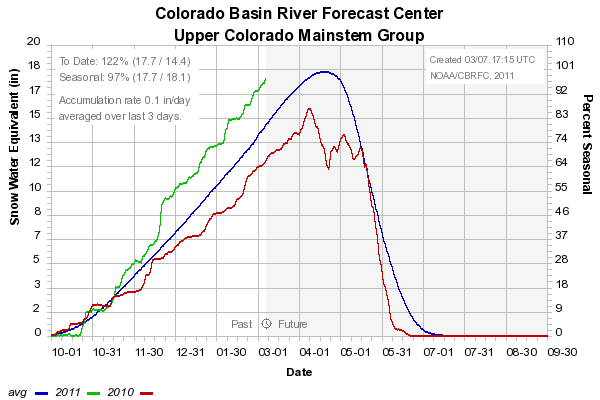 Colorado Basin River Forecast Center
Upper Colorado Mainstem Group
To Date: 122% (17.7 / 14.4)
Seasonal: 97% (17.7 / 18.1)
Accumulation rate 0.1 in/day
averaged over last 3 days.
Created 03/07.17:15 UTC
NOAA/CBRFC, 2011
Snow Water Equivalent (in)
20
18
17
15
13
12
10
8
7
5
3
2
0
Percent Seasonal
110
101
92
83
74
64
55
46
37
28
18
9
0
Past Future
10-01 10-31 11-30 12-31 01-30 03-01 04-01 05-01 05-31 07-01 07-31 08-30 09-30
Date
avg 2011 2010